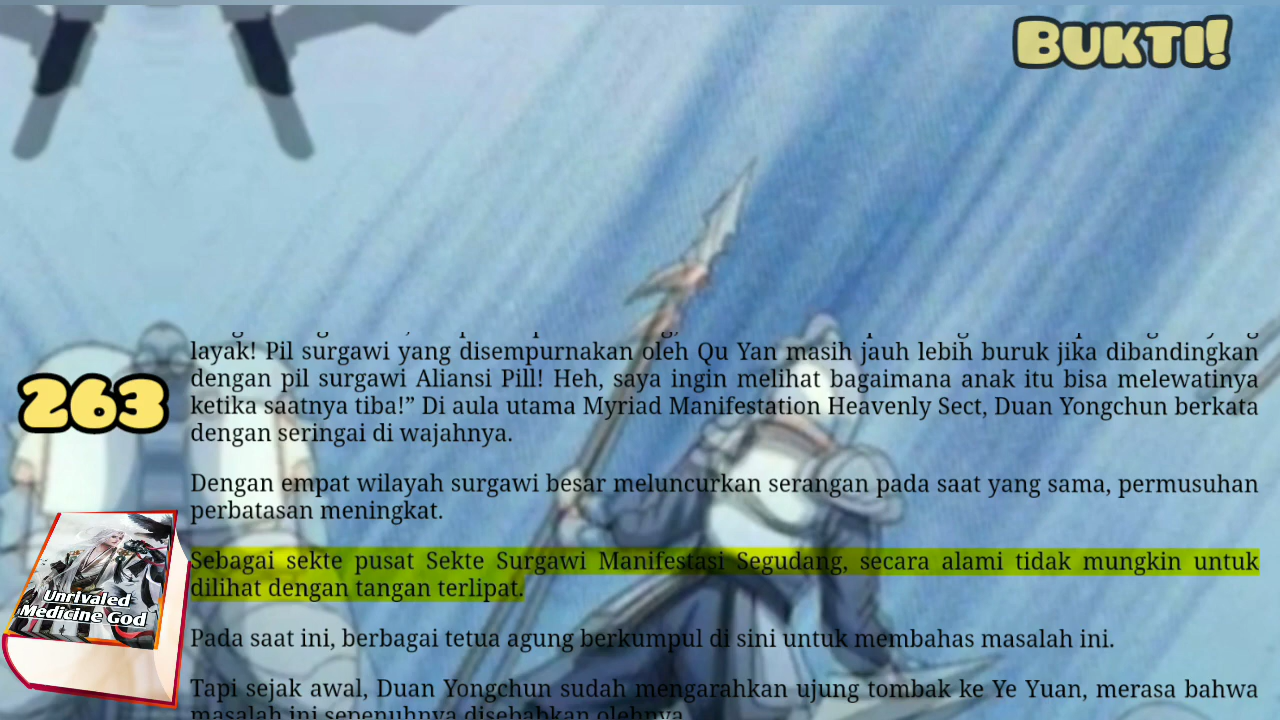 BUKTI!
layak! Pil surgawi yang disempurnakan oleh Qu Yan masih jauh lebih buruk jika dibandingkan
dengan pil surgawi Aliansi Pill! Heh, saya ingin melihat bagaimana anak itu bisa melewatinya
263
ketika saatnya tiba!” Di aula utama Myriad Manifestation Heavenly Sect, Duan Yongchun berkata
dengan seringai di wajahnya.
Dengan empat wilayah surgawi besar meluncurkan serangan pada saat yang sama, permusuhan
perbatasan meningkat.
Sebagai sekte pusat Sekte Surgawi Manifestasi Segudang, secara alami tidak mungkin untuk
dilihat dengan tangan terlipat.
Unrivaled
Medicine God
Pada saat ini, berbagai tetua agung berkumpul di sini untuk membahas masalah ini.
Tapi sejak awal, Duan Yongchun sudah mengarahkan ujung tombak ke Ye Yuan, merasa bahwa
masalah ini sepenuhnya disebabkan olehnya.